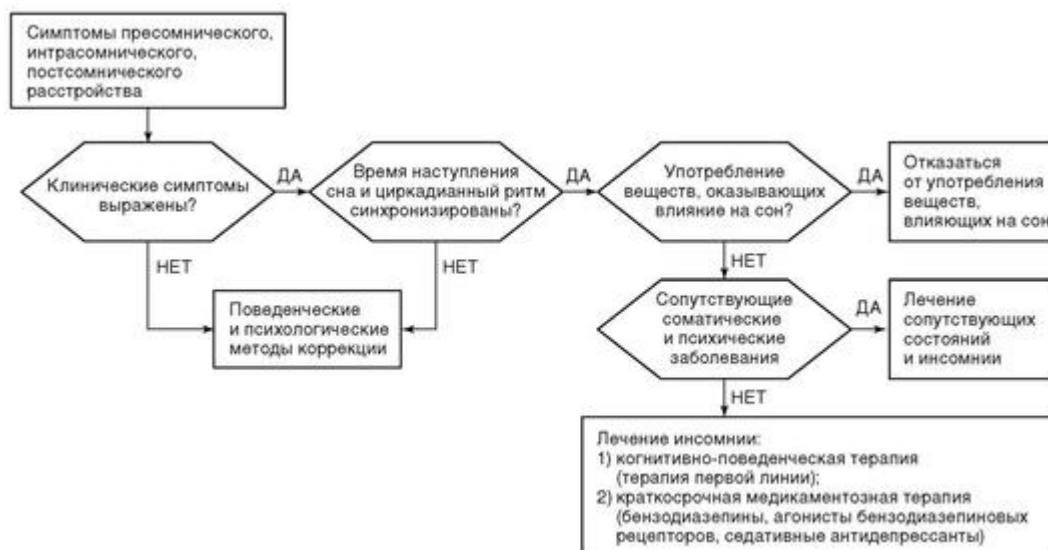 Симптомы пресомнического,
интрасомнического,
постсомнического
расстройства
Клинические симптомы
выражены?
ДА
Время наступления
сна и циркадианный ритм
синхронизированы?
ДА
Употребление
веществ, оказывающих
влияние на сон?
ДА
Отказаться
от употребления
веществ,
влияющих на сон
НЕТ
НЕТ
НЕТ
Поведенческие
и психологические
методы коррекции
Сопутствующие
соматические
и психические
заболевания
ДА
Лечение
сопутствующих
состояний
и инсомнии
НЕТ
Лечение инсомнии:
1) когнитивно-поведенческая терапия
(терапия первой линии);
2) краткосрочная медикаментозная терапия
(бензодиазепины, агонисты бензодиазепиновых
рецепторов, седативные антидепрессанты)